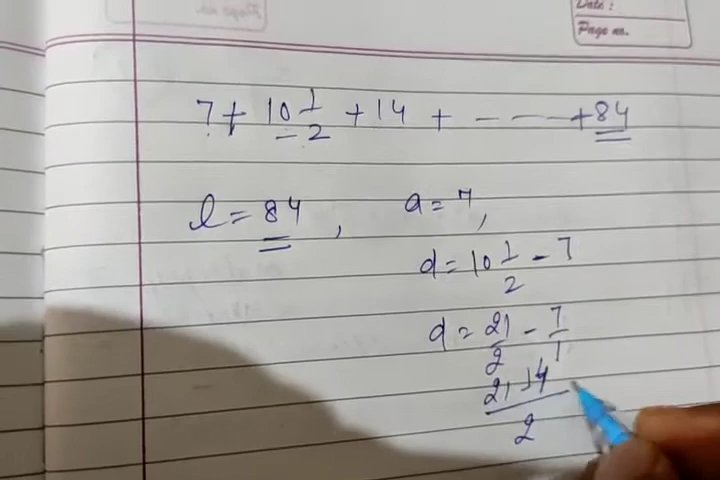 Date :
Page no.
7 + 10 1/2 + 14 + - - - + 84
l = 84 , a = 7,
d = 10 1/2 - 7
d = 21/2 - 7/1
21-14/2